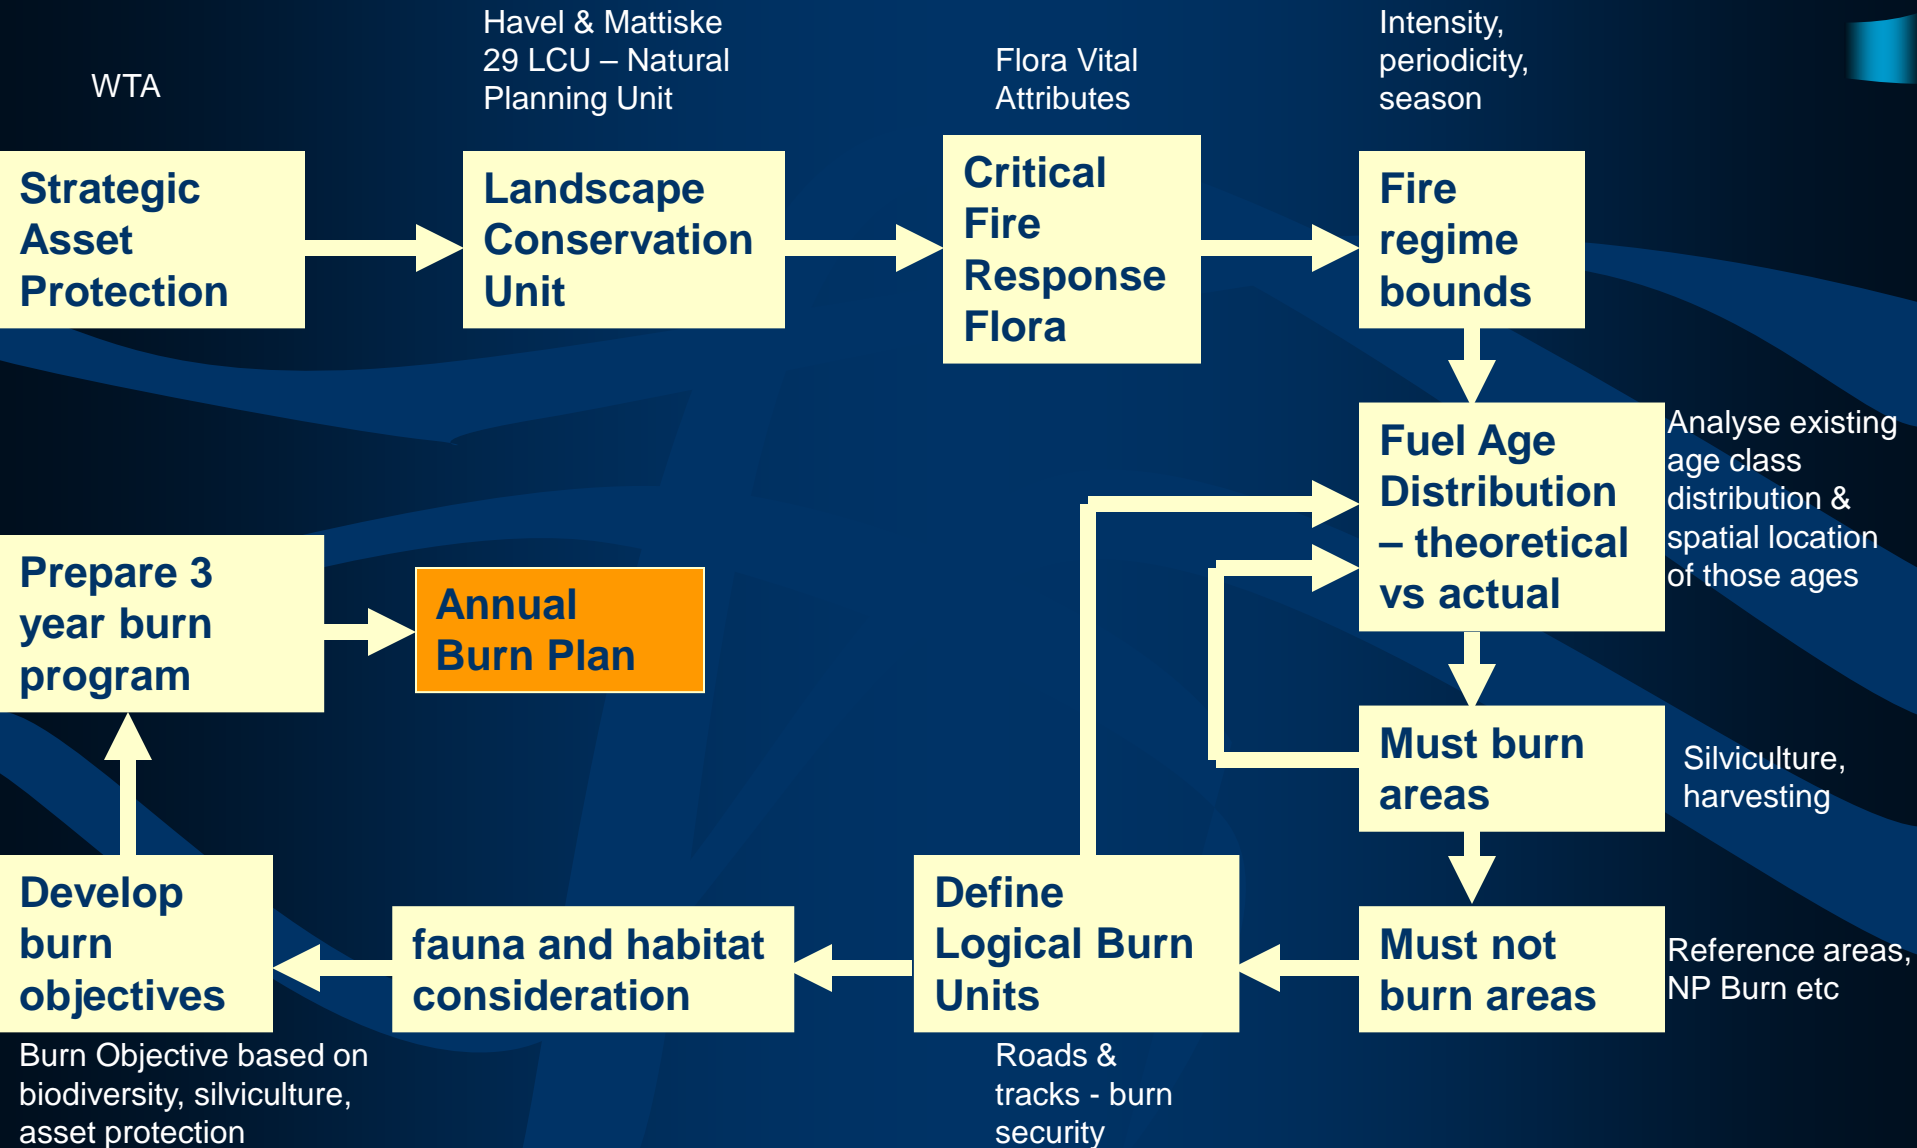 WTA
Havel & Mattiske
29 LCU – Natural
Planning Unit
Flora Vital
Attributes
Intensity,
periodicity,
season
Strategic
Asset
Protection
Landscape
Conservation
Unit
Critical
Fire
Response
Flora
Fire
regime
bounds
Fuel Age
Distribution
– theoretical
vs actual
Analyse existing
age class
distribution &
spatial location
of those ages
Prepare 3
year burn
program
Annual
Burn Plan
Must burn
areas
Silviculture,
harvesting
Develop
burn
objectives
fauna and habitat
consideration
Define
Logical Burn
Units
Must not
burn areas
Reference areas,
NP Burn etc
Burn Objective based on
biodiversity, silviculture,
asset protection
Roads &
tracks - burn
security